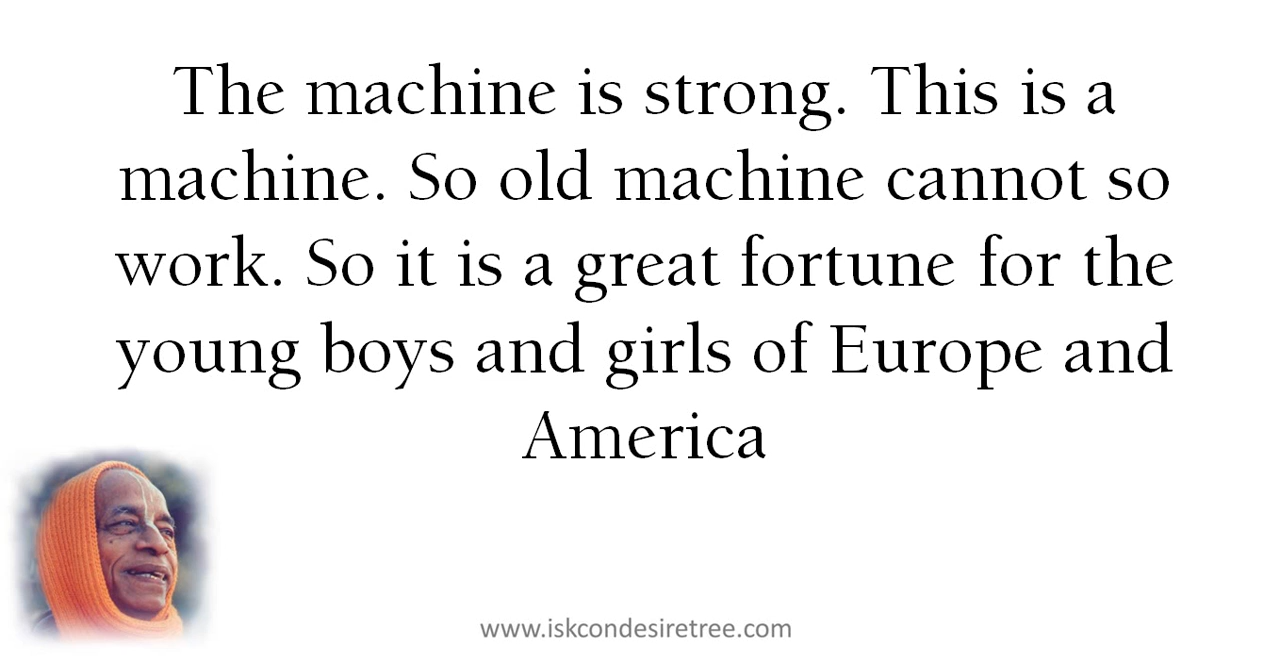 The machine is strong. This is a
machine. So old machine cannot so
work. So it is a great fortune for the
young boys and girls of Europe and
America
www.iskcondesiretree.com